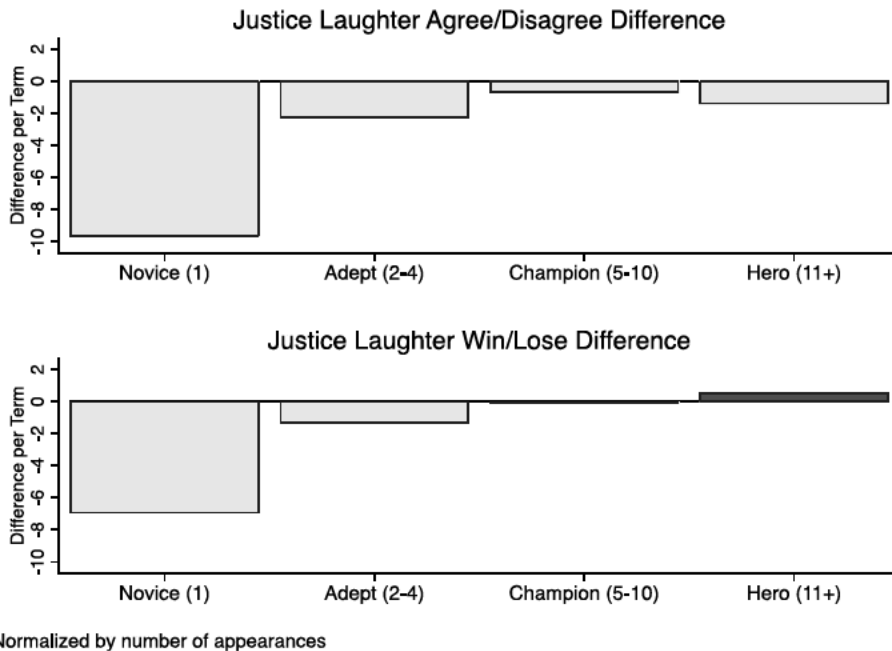 Justice Laughter Agree/Disagree Difference
Difference per Term
2
0
-2
-4
-6
-8
-10
Novice (1)
Adept (2-4)
Champion (5-10)
Hero (11+)
Justice Laughter Win/Lose Difference
Difference per Term
2
0
-2
-4
-6
-8
-10
Novice (1)
Adept (2-4)
Champion (5-10)
Hero (11+)
Normalized by number of appearances